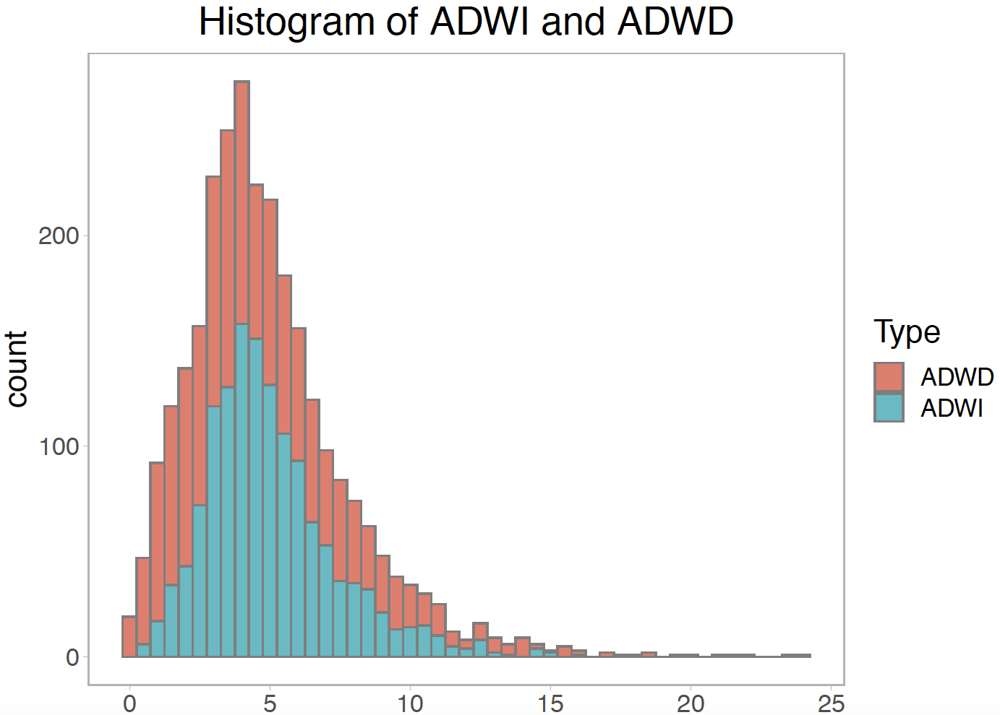 Histogram of ADWI and ADWD
count
200
100
0
0 5 10 15 20 25
Type
ADWD
ADWI